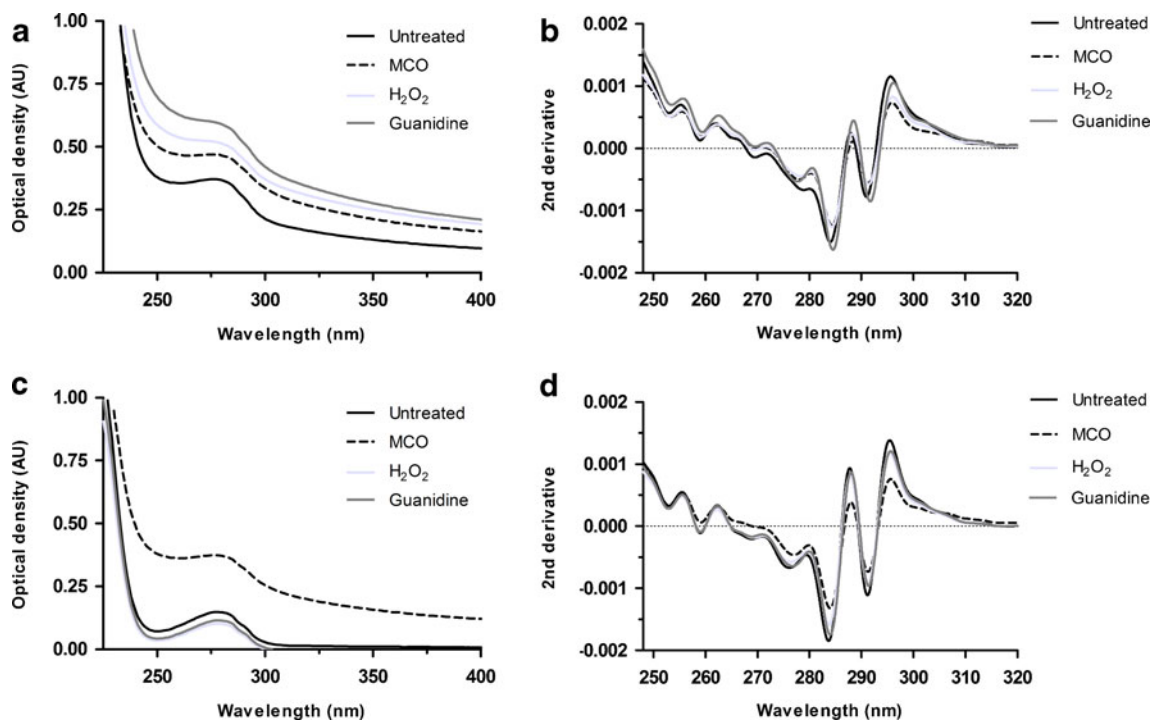 a
1.00
0.75
0.50
0.25
0.00
Optical density (AU)
250
300
350
400
Wavelength (nm)
Untreated
MCO
H₂O₂
Guanidine
b
0.002
0.001
0.000
-0.001
-0.002
2nd derivative
250
260
270
280
290
300
310
320
Wavelength (nm)
Untreated
MCO
H₂O₂
Guanidine
c
1.00
0.75
0.50
0.25
0.00
Optical density (AU)
250
300
350
400
Wavelength (nm)
Untreated
MCO
H₂O₂
Guanidine
d
0.002
0.001
0.000
-0.001
-0.002
2nd derivative
250
260
270
280
290
300
310
320
Wavelength (nm)
Untreated
MCO
H₂O₂
Guanidine